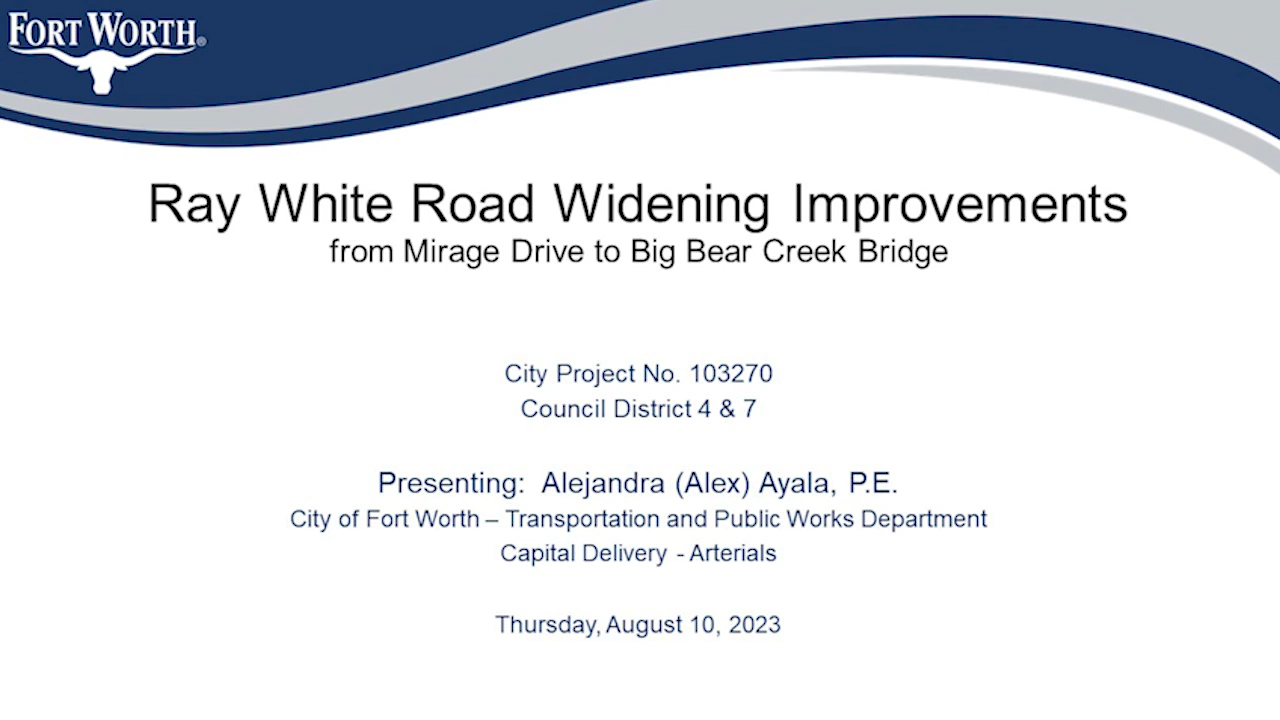 FORT WORTH®
Ray White Road Widening Improvements
from Mirage Drive to Big Bear Creek Bridge
City Project No. 103270
Council District 4 & 7
Presenting: Alejandra (Alex) Ayala, P.E.
City of Fort Worth – Transportation and Public Works Department
Capital Delivery - Arterials
Thursday, August 10, 2023